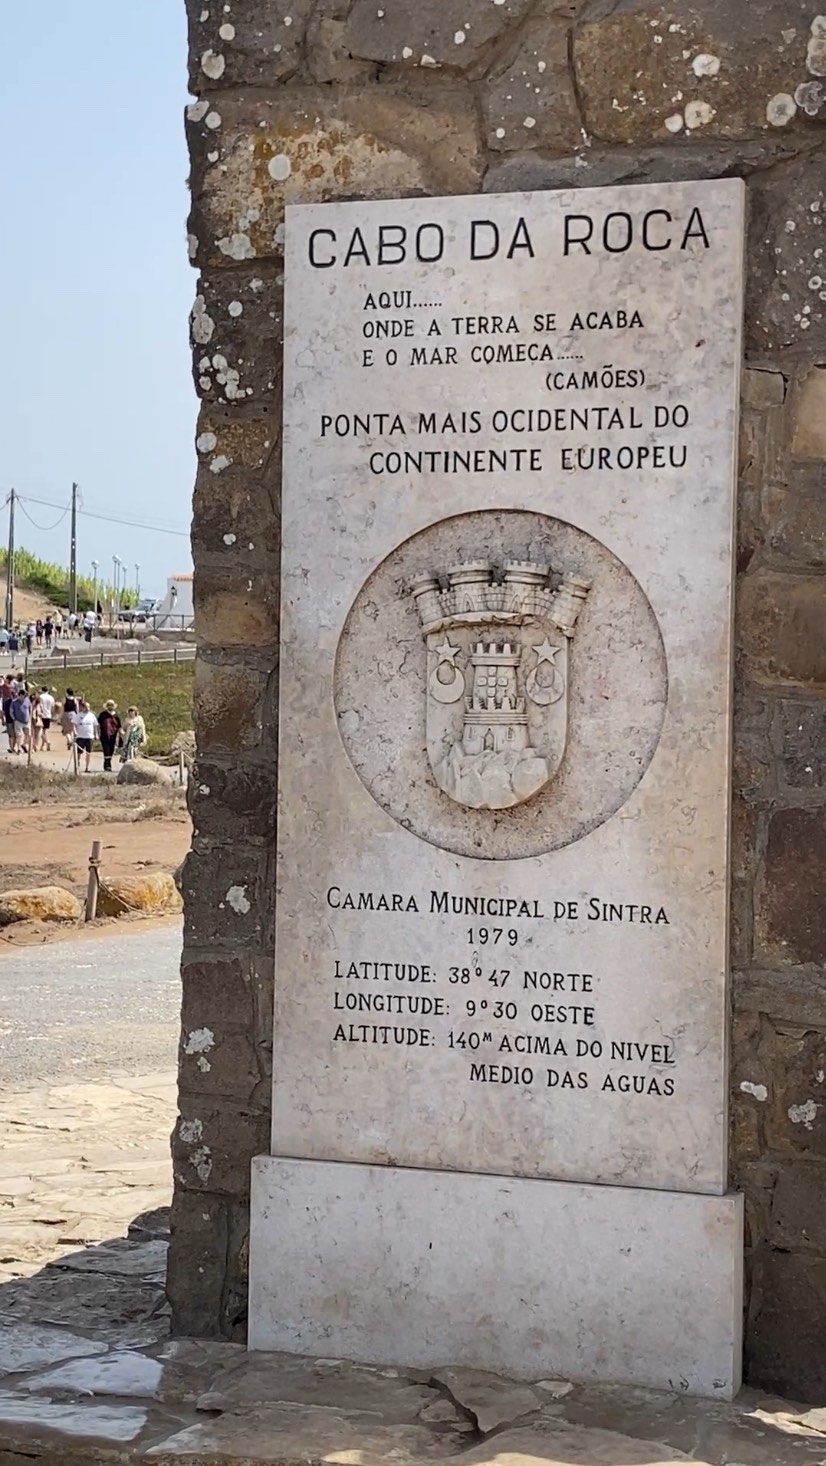 CABO DA ROCA
AQUI......
ONDE A TERRA SE ACABA
E O MAR COMEÇA......
(CAMÕES)
PONTA MAIS OCIDENTAL DO
CONTINENTE EUROPEU
CAMARA MUNICIPAL DE SINTRA
1979
LATITUDE: 38º 47 NORTE
LONGITUDE: 9º 30 OESTE
ALTITUDE: 140ᴹ ACIMA DO NIVEL
MEDIO DAS AGUAS